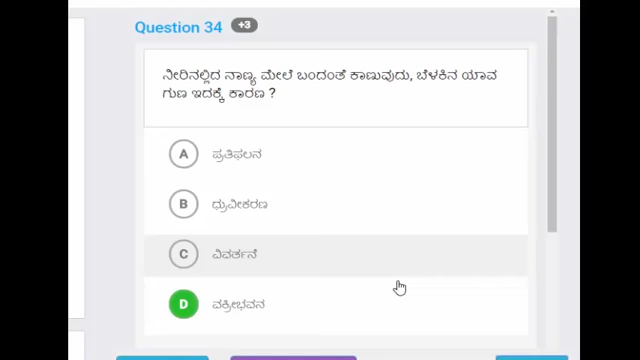 Question 34 +3
ನೀರಿನಲ್ಲಿದ ನಾಣ್ಯ ಮೇಲೆ ಬಂದಂತೆ ಕಾಣುವುದು, ಬೆಳಕಿನ ಯಾವ
ಗುಣ ಇದಕ್ಕೆ ಕಾರಣ ?
A ಪ್ರತಿಫಲನ
B ಧ್ರುವೀಕರಣ
C ವಿವರ್ತನೆ
D ವಕ್ರೀಭವನ